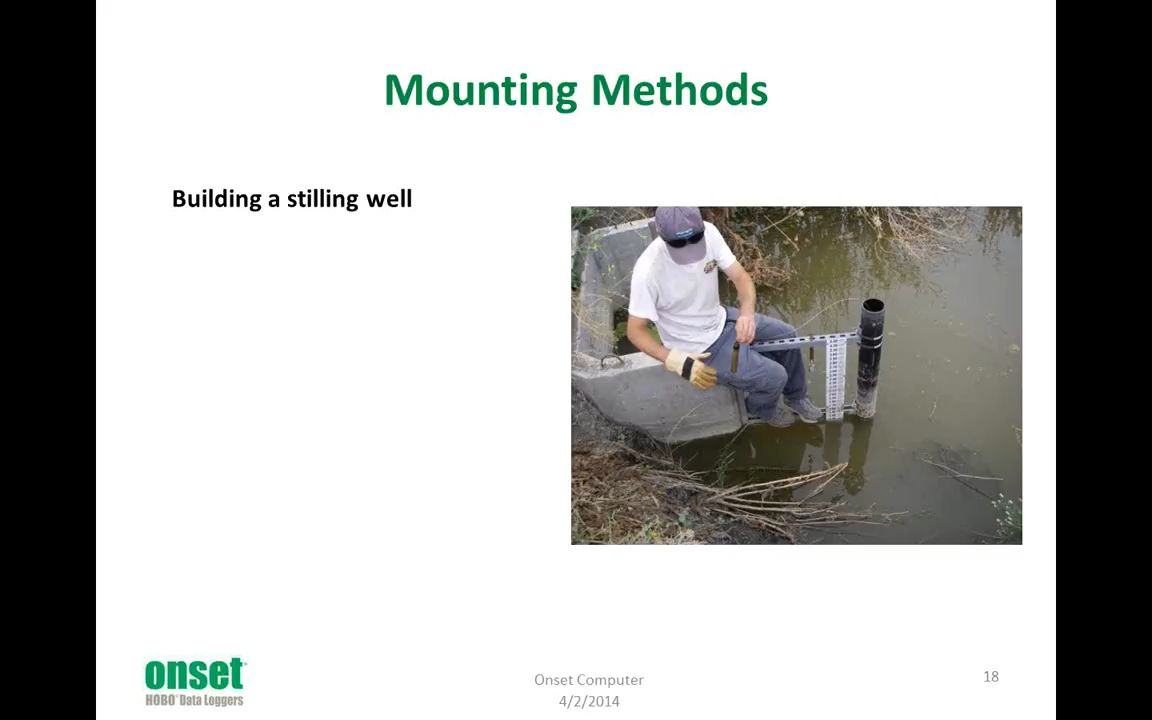 Mounting Methods
Building a stilling well
onset
HOBO® Data Loggers
Onset Computer
4/2/2014
18